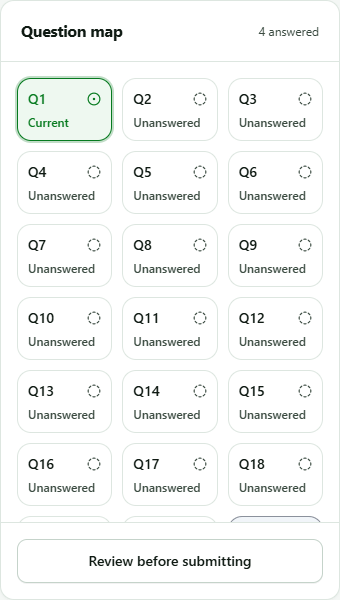 Question map 4 answered
Q1 Q2 Q3
Current Unanswered Unanswered
Q4 Q5 Q6
Unanswered Unanswered Unanswered
Q7 Q8 Q9
Unanswered Unanswered Unanswered
Q10 Q11 Q12
Unanswered Unanswered Unanswered
Q13 Q14 Q15
Unanswered Unanswered Unanswered
Q16 Q17 Q18
Unanswered Unanswered Unanswered
Review before submitting